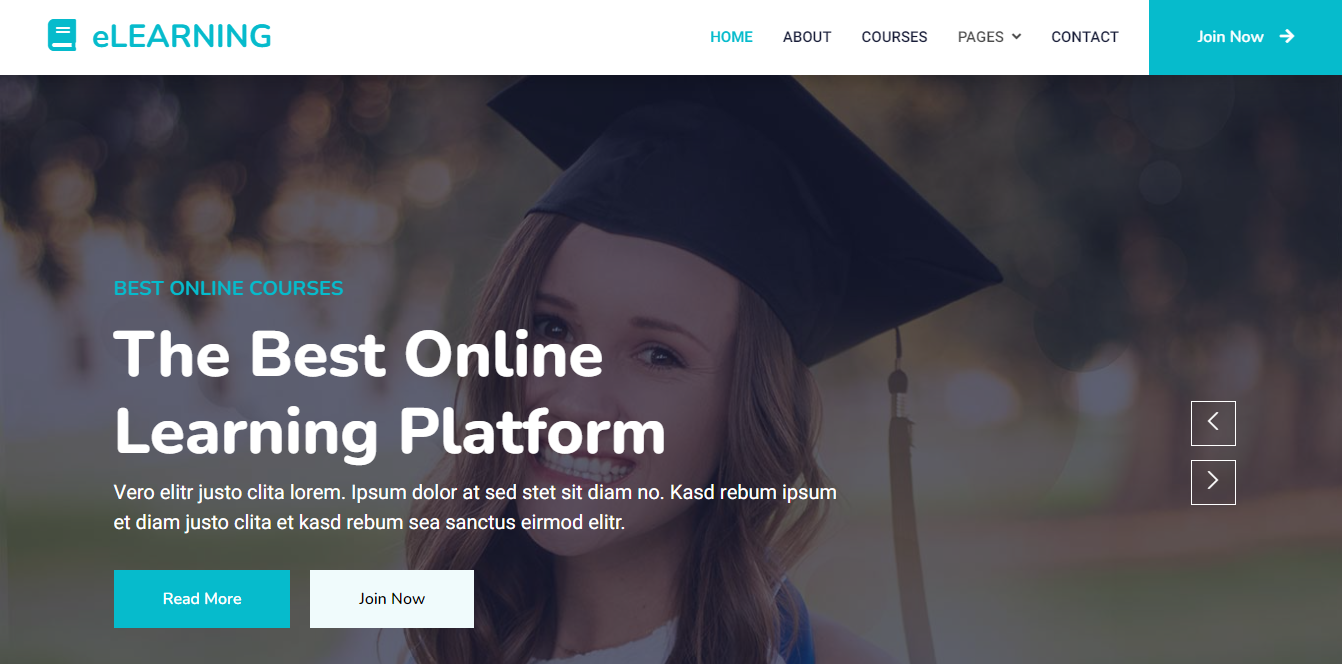 eLEARNING
HOME ABOUT COURSES PAGES CONTACT Join Now
BEST ONLINE COURSES
The Best Online
Learning Platform
Vero elitr justo clita lorem. Ipsum dolor at sed stet sit diam no. Kasd rebum ipsum
et diam justo clita et kasd rebum sea sanctus eirmod elitr.
Read More Join Now